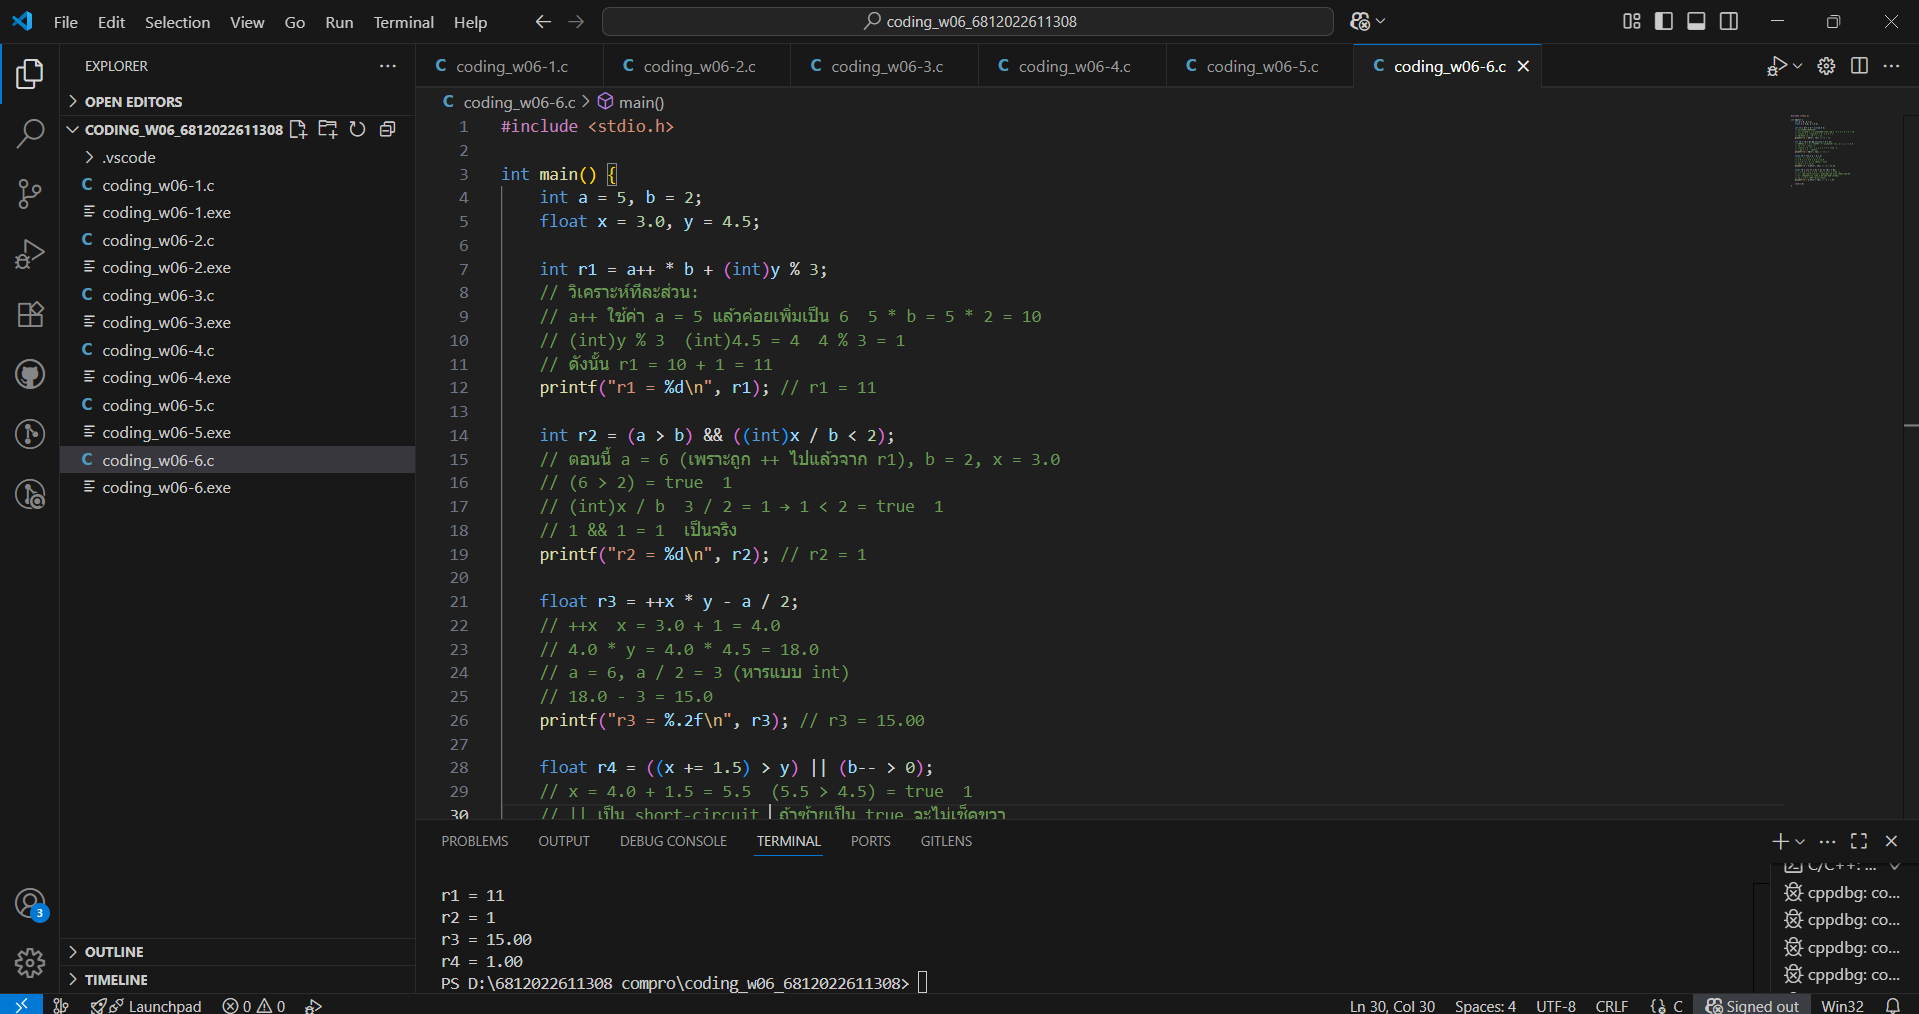 File Edit Selection View Go Run Terminal Help
coding_w06_6812022611308
EXPLORER
OPEN EDITORS
CODING_W06_6812022611308
.vscode
coding_w06-1.c
coding_w06-1.exe
coding_w06-2.c
coding_w06-2.exe
coding_w06-3.c
coding_w06-3.exe
coding_w06-4.c
coding_w06-4.exe
coding_w06-5.c
coding_w06-5.exe
coding_w06-6.c
coding_w06-6.exe
OUTLINE
TIMELINE
coding_w06-1.c coding_w06-2.c coding_w06-3.c coding_w06-4.c coding_w06-5.c coding_w06-6.c
coding_w06-6.c > main()
1 #include <stdio.h>
2
3 int main() {
4 int a = 5, b = 2;
5 float x = 3.0, y = 4.5;
6
7 int r1 = a++ * b + (int)y % 3;
8 // วิเคราะห์ทีละส่วน:
9 // a++ ใช้ค่า a = 5 แล้วค่อยเพิ่มเป็น 6  5 * b = 5 * 2 = 10
10 // (int)y % 3  (int)4.5 = 4  4 % 3 = 1
11 // ดังนั้น r1 = 10 + 1 = 11
12 printf("r1 = %d\n", r1); // r1 = 11
13
14 int r2 = (a > b) && ((int)x / b < 2);
15 // ตอนนี้ a = 6 (เพราะถูก ++ ไปแล้วจาก r1), b = 2, x = 3.0
16 // (6 > 2) = true  1
17 // (int)x / b  3 / 2 = 1 → 1 < 2 = true  1
18 // 1 && 1 = 1  เป็นจริง
19 printf("r2 = %d\n", r2); // r2 = 1
20
21 float r3 = ++x * y - a / 2;
22 // ++x  x = 3.0 + 1 = 4.0
23 // 4.0 * y = 4.0 * 4.5 = 18.0
24 // a = 6, a / 2 = 3 (หารแบบ int)
25 // 18.0 - 3 = 15.0
26 printf("r3 = %.2f\n", r3); // r3 = 15.00
27
28 float r4 = ((x += 1.5) > y) || (b-- > 0);
29 // x = 4.0 + 1.5 = 5.5  (5.5 > 4.5) = true  1
30 // || เป็น short-circuit  ถ้าซ้ายเป็น true จะไม่เช็คขวา
PROBLEMS OUTPUT DEBUG CONSOLE TERMINAL PORTS GITLENS
r1 = 11
r2 = 1
r3 = 15.00
r4 = 1.00
PS D:\6812022611308 compro\coding_w06_6812022611308>
C/C++: ...
cppdbg: co...
cppdbg: co...
cppdbg: co...
cppdbg: co...
3
Launchpad 0 0 Ln 30, Col 30 Spaces: 4 UTF-8 CRLF {} C Signed out Win32